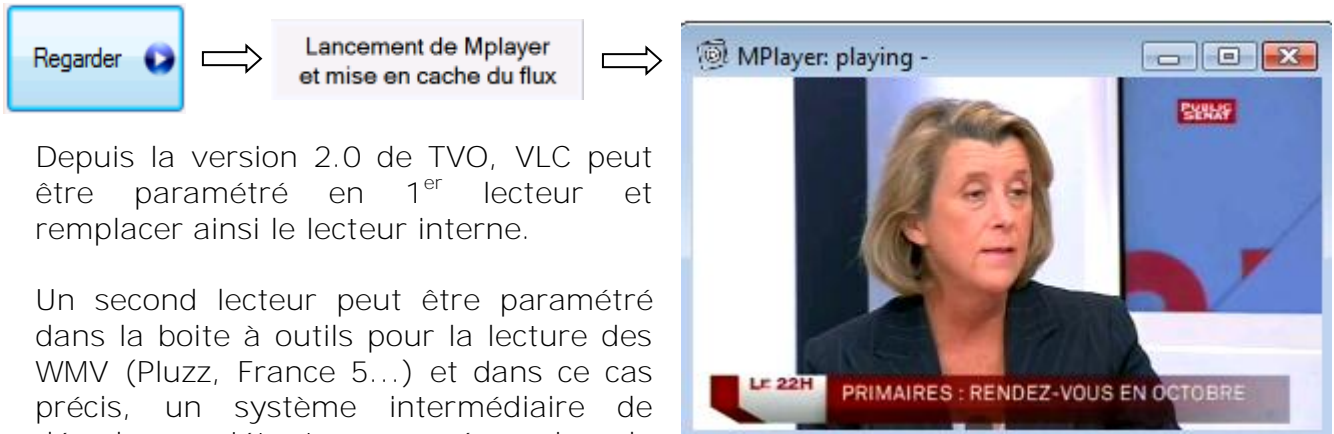 Regarder
Lancement de Mplayer
et mise en cache du flux
MPlayer: playing -
Depuis la version 2.0 de TVO, VLC peut
être paramétré en 1er lecteur et
remplacer ainsi le lecteur interne.
Un second lecteur peut être paramétré
dans la boite à outils pour la lecture des
WMV (Pluzz, France 5...) et dans ce cas
précis, un système intermédiaire de
PUBLIC
SENAT
LE 22H
PRIMAIRES : RENDEZ-VOUS EN OCTOBRE